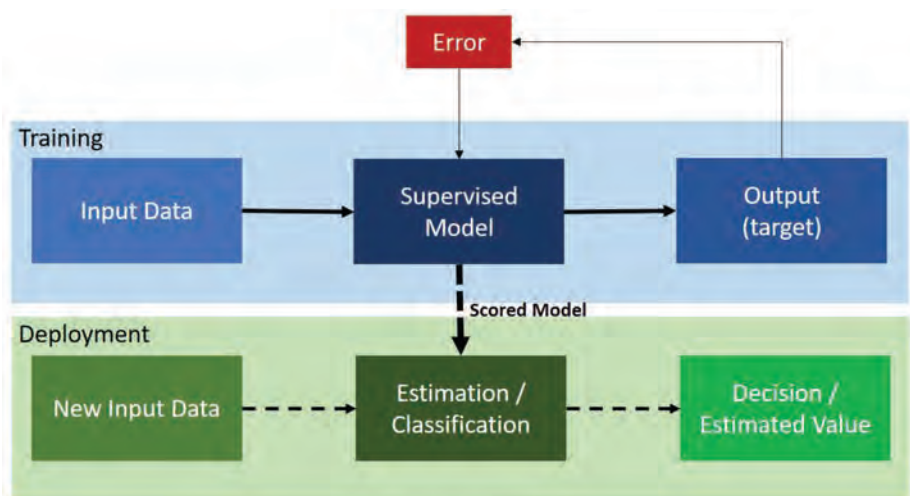 Error
Training
Input Data
Supervised
Model
Output
(target)
Scored Model
Deployment
New Input Data
Estimation /
Classification
Decision /
Estimated Value